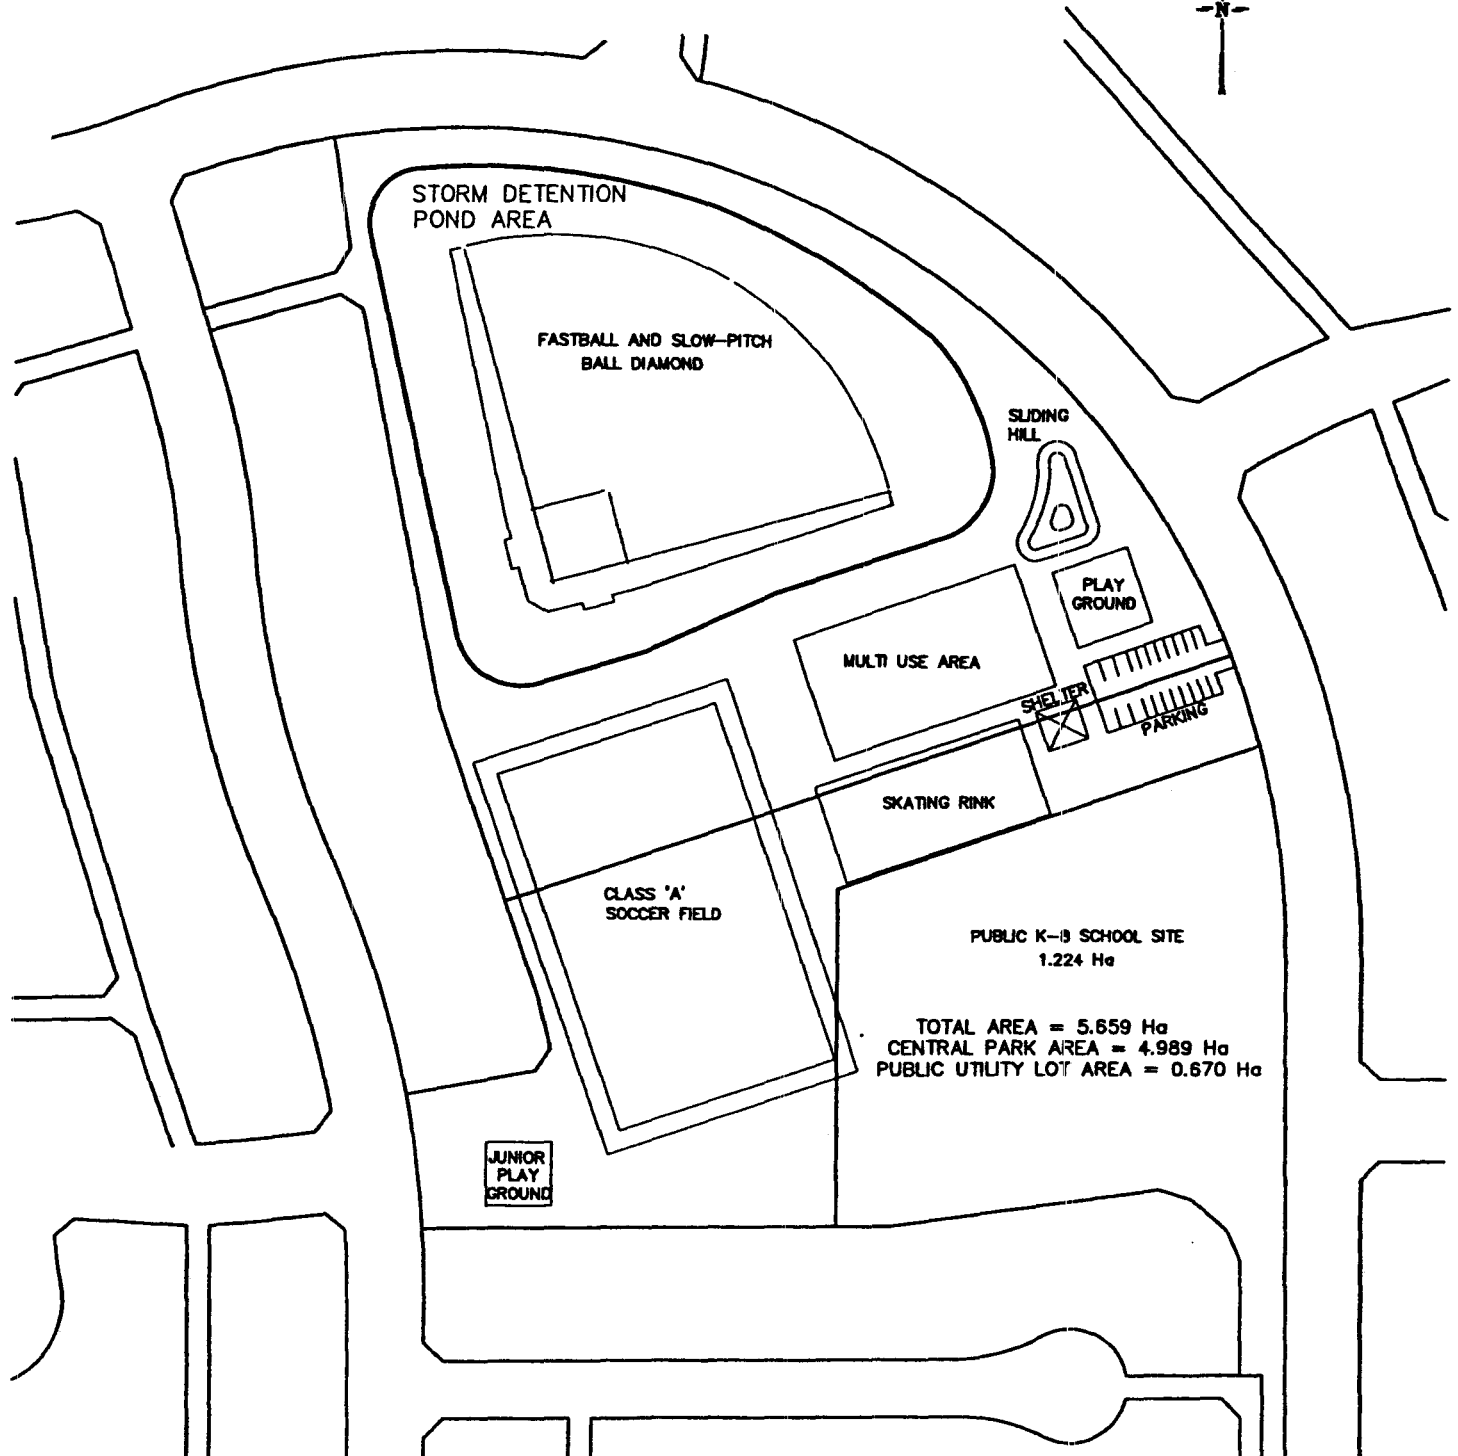 -N-
STORM DETENTION
POND AREA
FASTBALL AND SLOW-PITCH
BALL DIAMOND
SLIDING
HILL
PLAY
GROUND
MULTI USE AREA
SHELTER
PARKING
SKATING RINK
CLASS 'A'
SOCCER FIELD
PUBLIC K-8 SCHOOL SITE
1.224 Ha
TOTAL AREA = 5.659 Ha
CENTRAL PARK AREA = 4.989 Ha
PUBLIC UTILITY LOT AREA = 0.670 Ha
JUNIOR
PLAY
GROUND